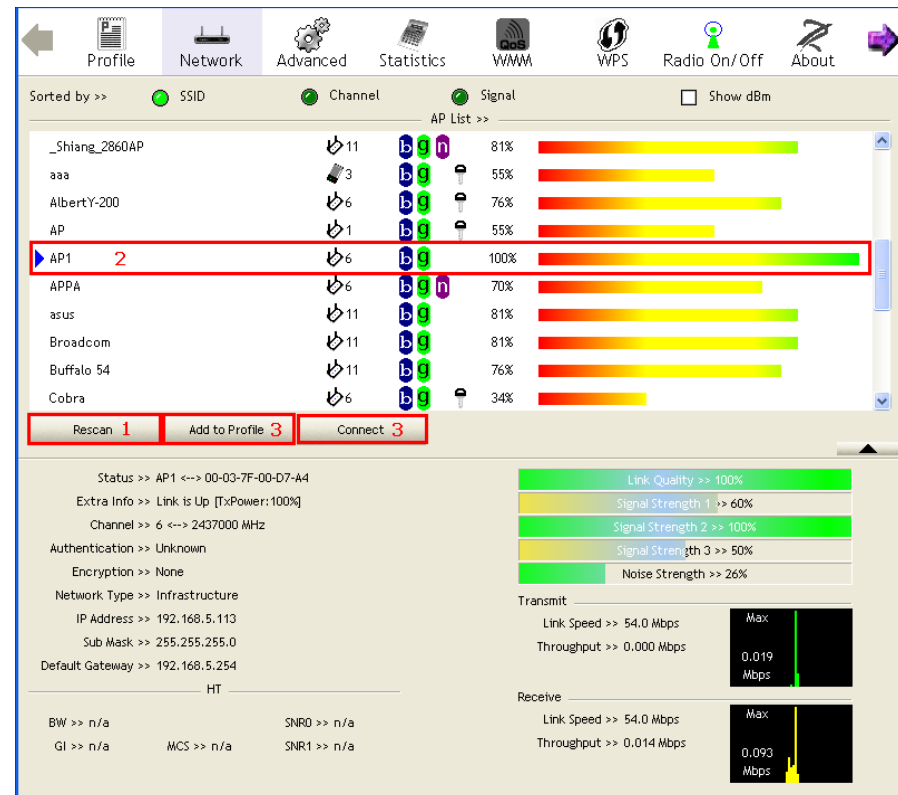 Profile Network Advanced Statistics QoS WMM WPS Radio On/Off About
Sorted by >> SSID Channel Signal Show dBm
AP List >>
_Shiang_2860AP 11 b g n 81%
aaa 3 b g 55%
AlbertY-200 6 b g 76%
AP 1 b g 55%
AP1 2 6 b g 100%
APPA 6 b g n 70%
asus 11 b g 81%
Broadcom 11 b g 81%
Buffalo 54 11 b g 76%
Cobra 6 b g 34%
Rescan 1 Add to Profile 3 Connect 3
Status >> AP1 <--> 00-03-7F-00-D7-A4
Extra Info >> Link is Up [TxPower:100%]
Channel >> 6 <--> 2437000 MHz
Authentication >> Unknown
Encryption >> None
Network Type >> Infrastructure
IP Address >> 192.168.5.113
Sub Mask >> 255.255.255.0
Default Gateway >> 192.168.5.254
HT
BW >> n/a SNR0 >> n/a
GI >> n/a MCS >> n/a SNR1 >> n/a
Link Quality >> 100%
Signal Strength 1 >> 60%
Signal Strength 2 >> 100%
Signal Strength 3 >> 50%
Noise Strength >> 26%
Transmit
Link Speed >> 54.0 Mbps
Throughput >> 0.000 Mbps
Max
0.019
Mbps
Receive
Link Speed >> 54.0 Mbps
Throughput >> 0.014 Mbps
Max
0.093
Mbps